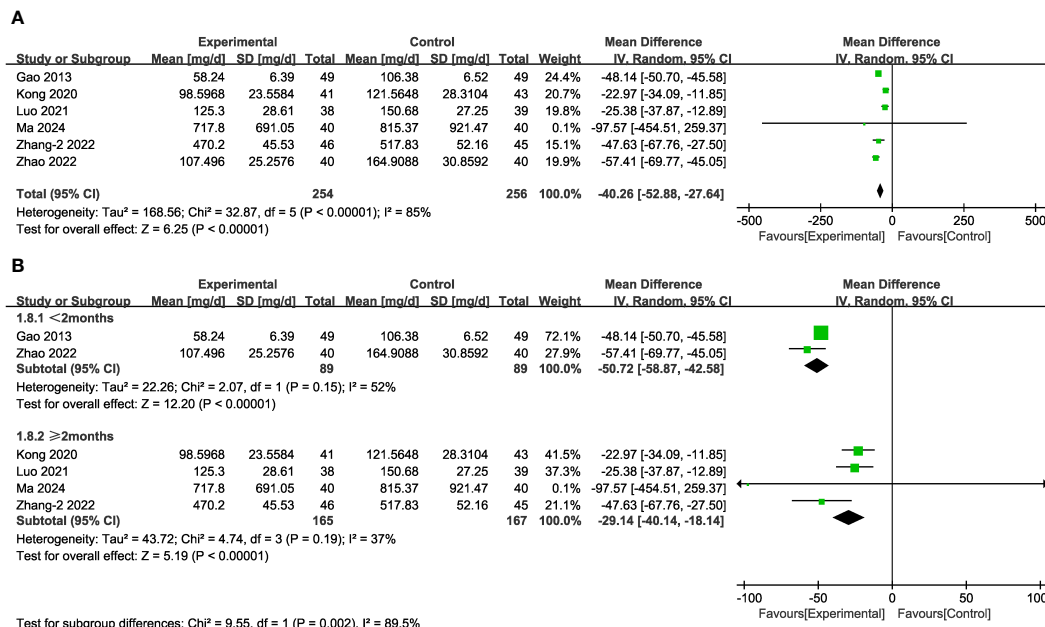 A
Experimental Control Mean Difference Mean Difference
Study or Subgroup Mean [mg/d] SD [mg/d] Total Mean [mg/d] SD [mg/d] Total Weight IV. Random. 95% CI IV. Random. 95% CI
Gao 2013 58.24 6.39 49 106.38 6.52 49 24.4% -48.14 [-50.70, -45.58]
Kong 2020 98.5968 23.5584 41 121.5648 28.3104 43 20.7% -22.97 [-34.09, -11.85]
Luo 2021 125.3 28.61 38 150.68 27.25 39 19.8% -25.38 [-37.87, -12.89]
Ma 2024 717.8 691.05 40 815.37 921.47 40 0.1% -97.57 [-454.51, 259.37]
Zhang-2 2022 470.2 45.53 46 517.83 52.16 45 15.1% -47.63 [-67.76, -27.50]
Zhao 2022 107.496 25.2576 40 164.9088 30.8592 40 19.9% -57.41 [-69.77, -45.05]
Total (95% CI) 254 256 100.0% -40.26 [-52.88, -27.64]
Heterogeneity: Tau² = 168.56; Chi² = 32.87, df = 5 (P < 0.00001); I² = 85%
Test for overall effect: Z = 6.25 (P < 0.00001)
-500 -250 0 250 500
Favours[Experimental] Favours[Control]
B
Experimental Control Mean Difference Mean Difference
Study or Subgroup Mean [mg/d] SD [mg/d] Total Mean [mg/d] SD [mg/d] Total Weight IV. Random. 95% CI IV. Random. 95% CI
1.8.1 <2months
Gao 2013 58.24 6.39 49 106.38 6.52 49 72.1% -48.14 [-50.70, -45.58]
Zhao 2022 107.496 25.2576 40 164.9088 30.8592 40 27.9% -57.41 [-69.77, -45.05]
Subtotal (95% CI) 89 89 100.0% -50.72 [-58.87, -42.58]
Heterogeneity: Tau² = 22.26; Chi² = 2.07, df = 1 (P = 0.15); I² = 52%
Test for overall effect: Z = 12.20 (P < 0.00001)
1.8.2 ≥2months
Kong 2020 98.5968 23.5584 41 121.5648 28.3104 43 41.5% -22.97 [-34.09, -11.85]
Luo 2021 125.3 28.61 38 150.68 27.25 39 37.3% -25.38 [-37.87, -12.89]
Ma 2024 717.8 691.05 40 815.37 921.47 40 0.1% -97.57 [-454.51, 259.37]
Zhang-2 2022 470.2 45.53 46 517.83 52.16 45 21.1% -47.63 [-67.76, -27.50]
Subtotal (95% CI) 165 167 100.0% -29.14 [-40.14, -18.14]
Heterogeneity: Tau² = 43.72; Chi² = 4.74, df = 3 (P = 0.19); I² = 37%
Test for overall effect: Z = 5.19 (P < 0.00001)
-100 -50 0 50 100
Favours[Experimental] Favours[Control]
Test for subgroup differences: Chi² = 9.55, df = 1 (P = 0.002), I² = 89.5%